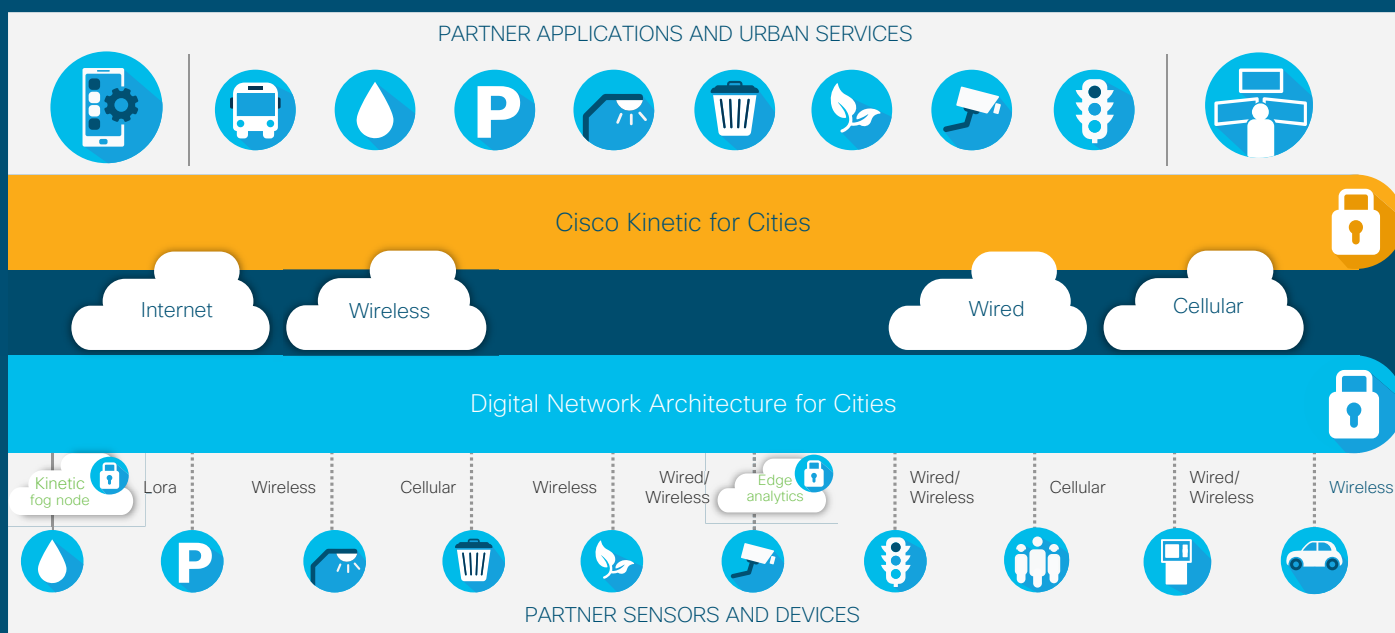 PARTNER APPLICATIONS AND URBAN SERVICES
P
Cisco Kinetic for Cities
Internet
Wireless
Wired
Cellular
Digital Network Architecture for Cities
Kinetic
fog node
Lora
Wireless
Cellular
Wireless
Wired/
Wireless
Edge
analytics
Wired/
Wireless
Cellular
Wired/
Wireless
Wireless
P
PARTNER SENSORS AND DEVICES